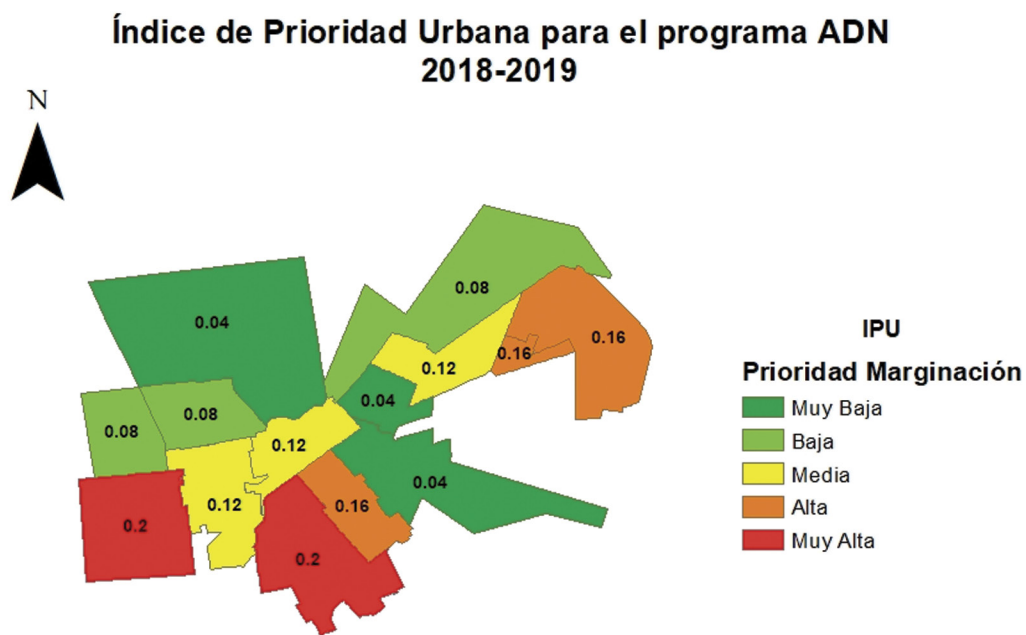 Índice de Prioridad Urbana para el programa ADN
2018-2019
N
0.08
0.04
0.16
0.16
0.12
0.04
0.08
0.08
0.12
0.04
0.12
0.16
0.2
0.2
IPU
Prioridad Marginación
Muy Baja
Baja
Media
Alta
Muy Alta